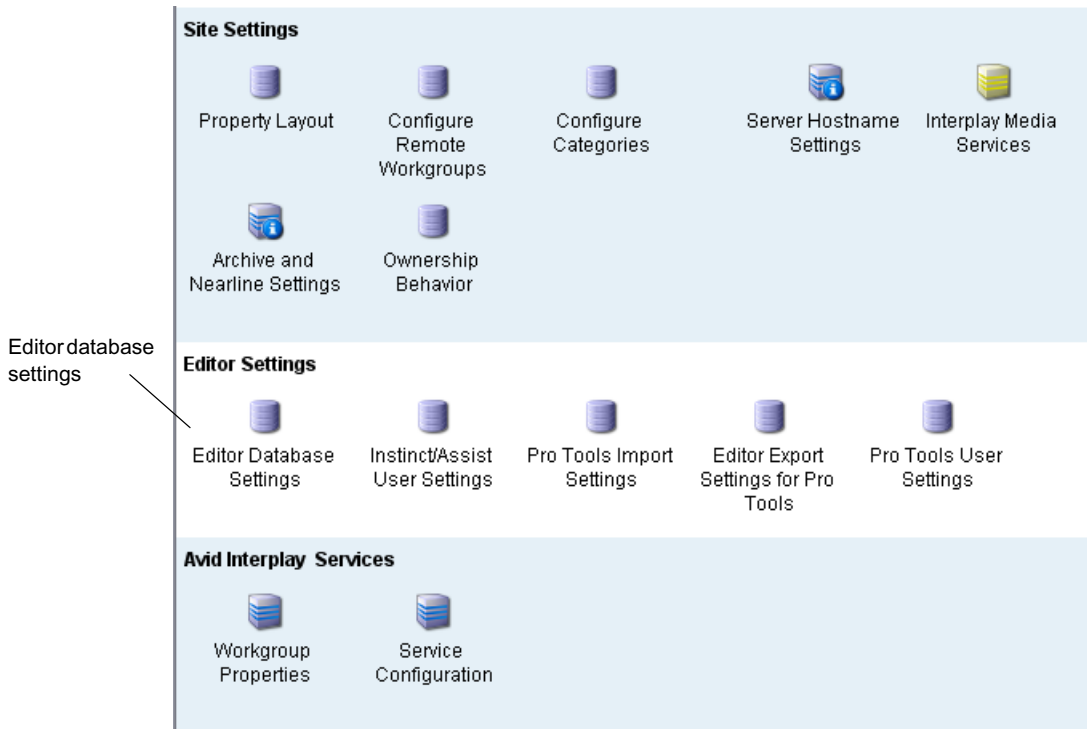 Site Settings
Property Layout
Configure
Remote
Workgroups
Configure
Categories
Server Hostname
Settings
Interplay Media
Services
Archive and
Nearline Settings
Ownership
Behavior
Editor database
settings
Editor Settings
Editor Database
Settings
Instinct/Assist
User Settings
Pro Tools Import
Settings
Editor Export
Settings for Pro
Tools
Pro Tools User
Settings
Avid Interplay Services
Workgroup
Properties
Service
Configuration